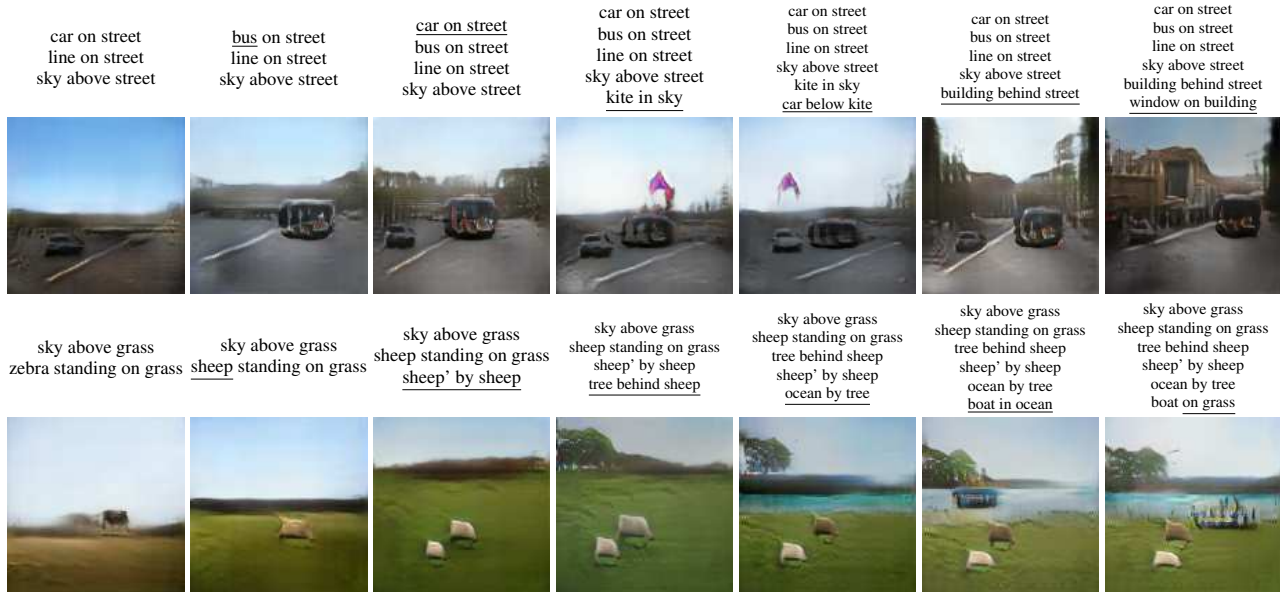 car on street
line on street
sky above street
bus on street
line on street
sky above street
car on street
bus on street
line on street
sky above street
car on street
bus on street
line on street
sky above street
kite in sky
car on street
bus on street
line on street
sky above street
kite in sky
car below kite
car on street
bus on street
line on street
sky above street
building behind street
car on street
bus on street
line on street
sky above street
building behind street
window on building
sky above grass
zebra standing on grass
sky above grass
sheep standing on grass
sky above grass
sheep standing on grass
sheep' by sheep
sky above grass
sheep standing on grass
sheep' by sheep
tree behind sheep
sky above grass
sheep standing on grass
tree behind sheep
sheep' by sheep
ocean by tree
sky above grass
sheep standing on grass
tree behind sheep
sheep' by sheep
ocean by tree
boat in ocean
sky above grass
sheep standing on grass
tree behind sheep
sheep' by sheep
ocean by tree
boat on grass